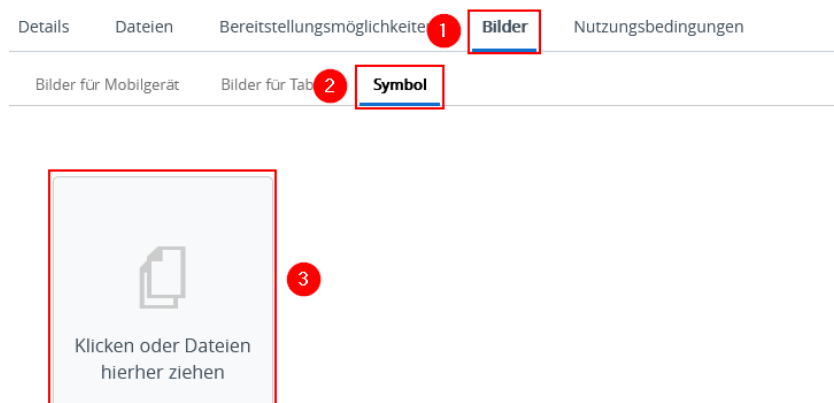 Details Dateien Bereitstellungsmöglichkeite 1 Bilder Nutzungsbedingungen
Bilder für Mobilgerät Bilder für Tab 2 Symbol
3
Klicken oder Dateien
hierher ziehen